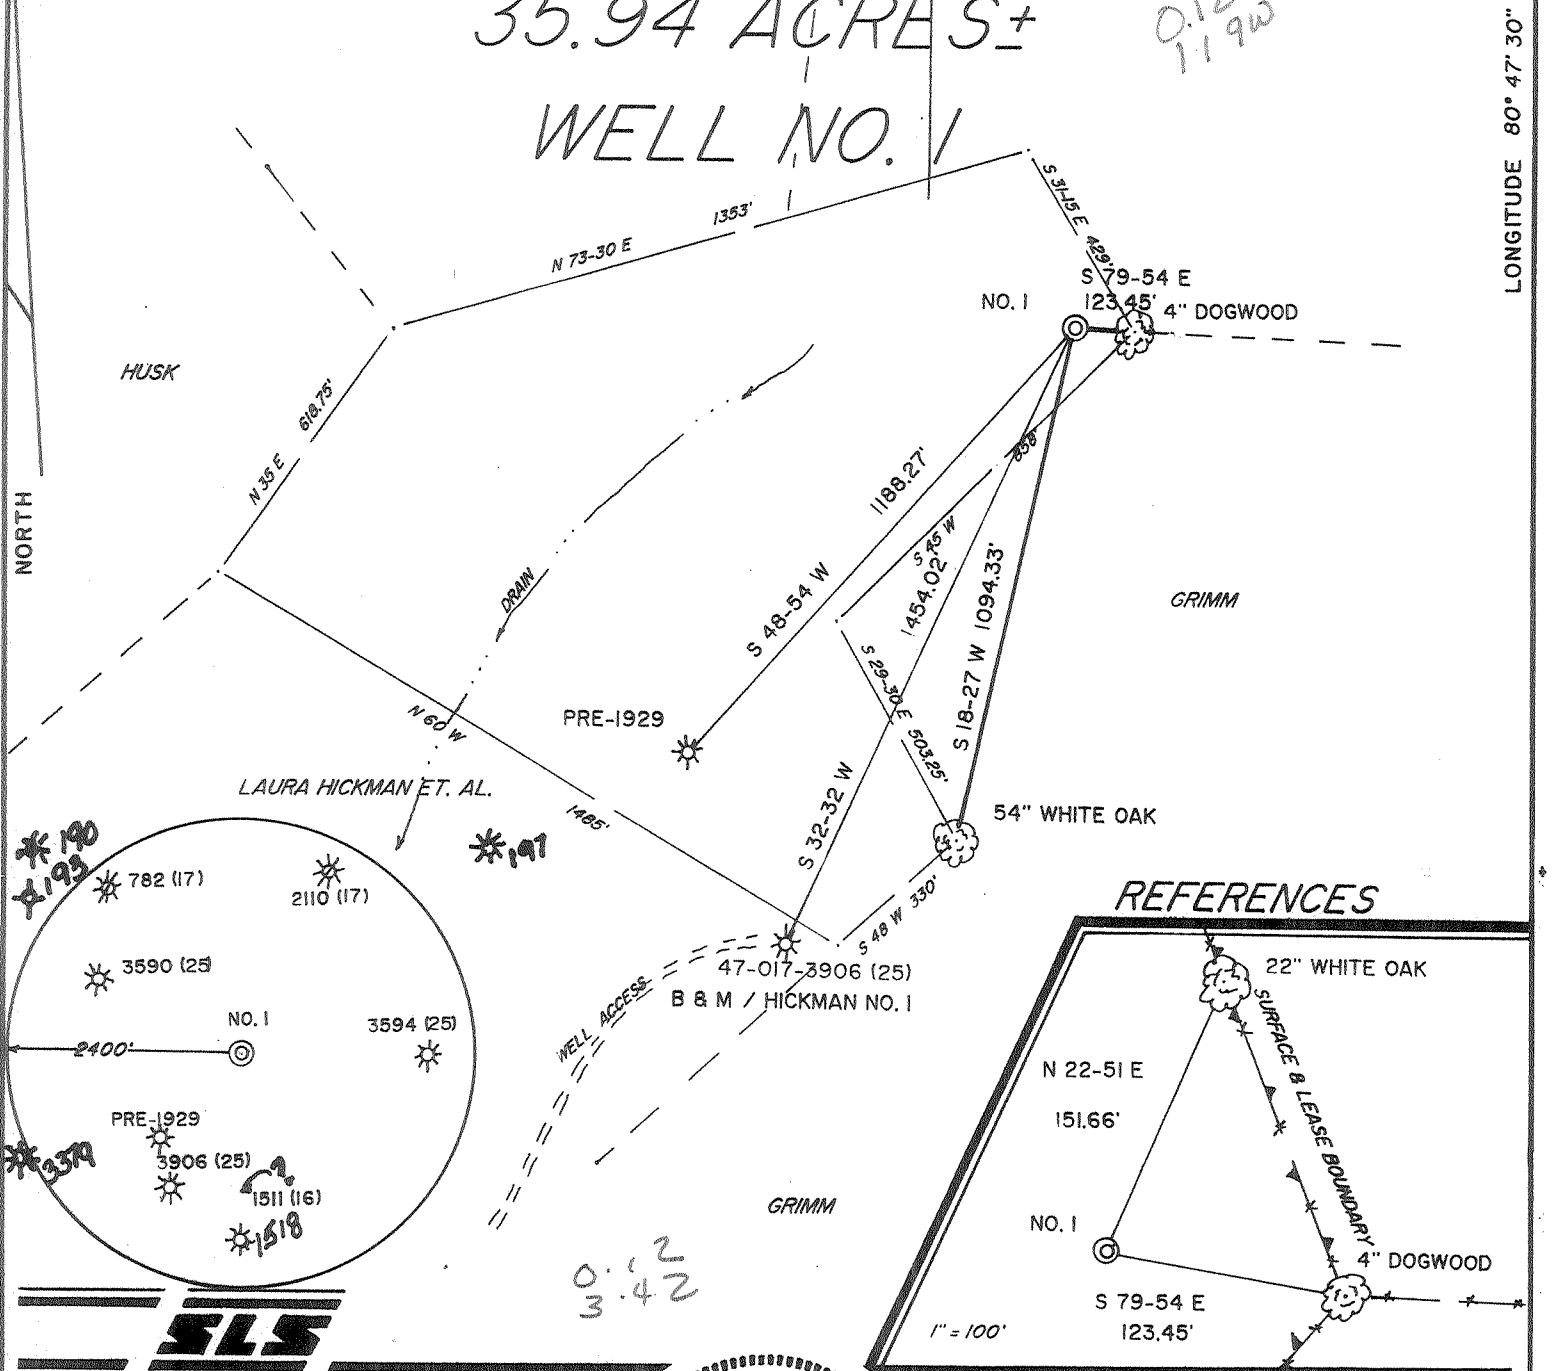 35.94 ACRES±
WELL NO. 1
LONGITUDE 80° 47' 30"
N 73-30 E 1353'
S 31-15 E 429'
S 79-54 E
123.45'
NO. 1
4" DOGWOOD
HUSK
N 35 E 618.75'
NORTH
DRAIN
1188.27'
S 48-54 W
858'
S 45 W
1454.02'
S 32-32 W
S 18-27 W 1094.33'
GRIMM
S 29-30 E 503.25'
PRE-1929
N 60 W
1485'
LAURA HICKMAN ET. AL.
54" WHITE OAK
S 48 W 330'
190
193
197
782 (17)
2110 (17)
3590 (25)
NO. 1
3594 (25)
2400'
PRE-1929
3906 (25)
3379
1511 (16)
?
1518
47-017-3906 (25)
B & M / HICKMAN NO. 1
WELL ACCESS
GRIMM
0.12
3.42
REFERENCES
22" WHITE OAK
SURFACE & LEASE BOUNDARY
N 22-51 E
151.66'
NO. 1
4" DOGWOOD
S 79-54 E
123.45'
1" = 100'
SLS